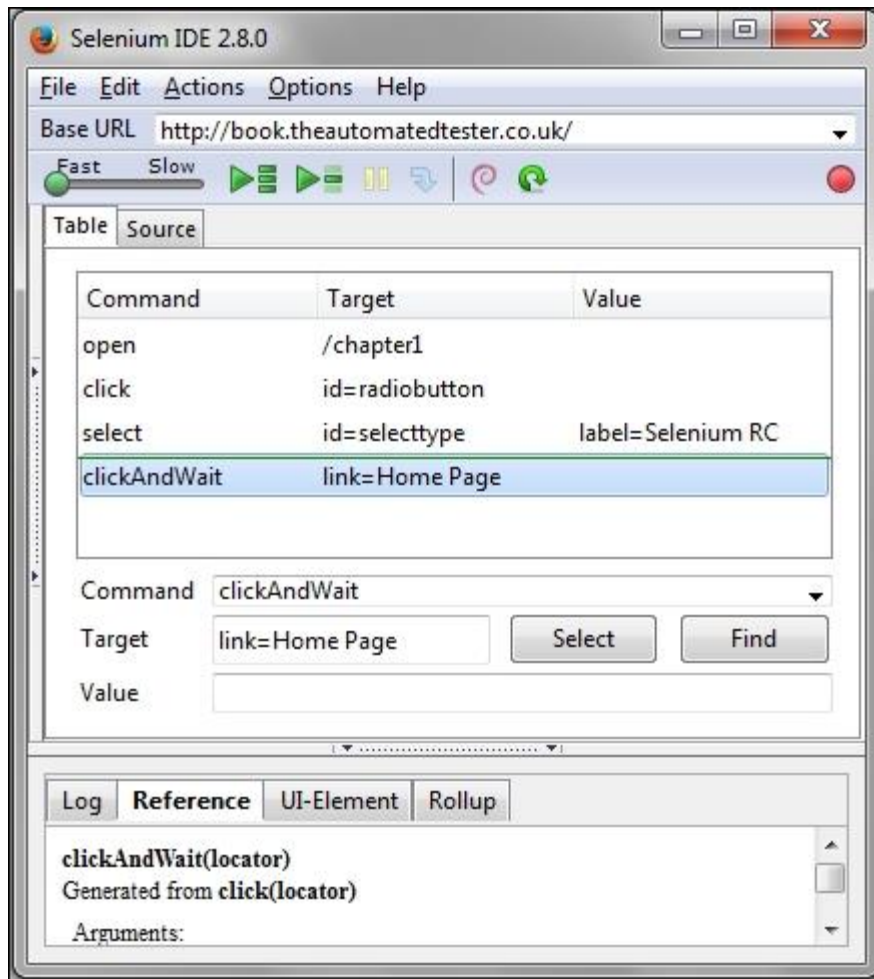 Selenium IDE 2.8.0
File Edit Actions Options Help
Base URL http://book.theautomatedtester.co.uk/
Fast Slow
Table Source
Command Target Value
open /chapter1
click id=radiobutton
select id=selecttype label=Selenium RC
clickAndWait link=Home Page
Command clickAndWait
Target link=Home Page Select Find
Value
Log Reference UI-Element Rollup
clickAndWait(locator)
Generated from click(locator)
Arguments: